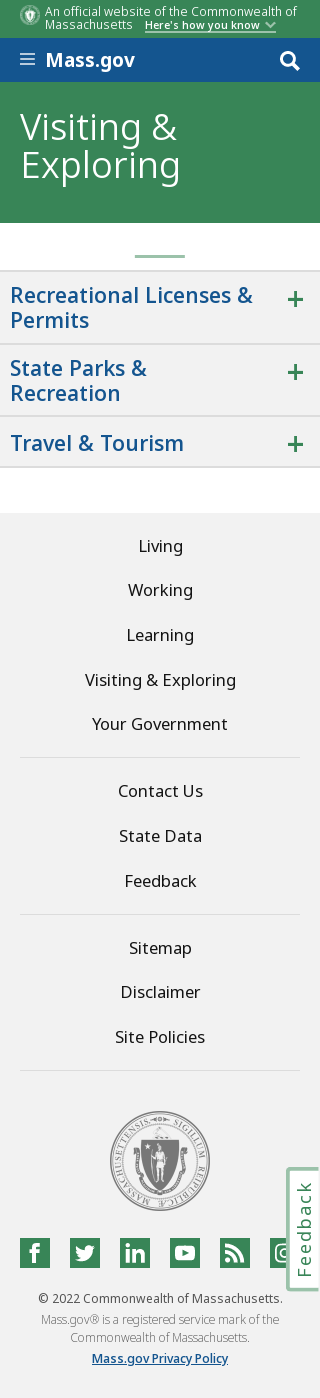 An official website of the Commonwealth of
Massachusetts Here's how you know
Mass.gov
Visiting &
Exploring
Recreational Licenses &
Permits
State Parks &
Recreation
Travel & Tourism
Living
Working
Learning
Visiting & Exploring
Your Government
Contact Us
State Data
Feedback
Sitemap
Disclaimer
Site Policies
Feedback
© 2022 Commonwealth of Massachusetts.
Mass.gov® is a registered service mark of the
Commonwealth of Massachusetts.
Mass.gov Privacy Policy